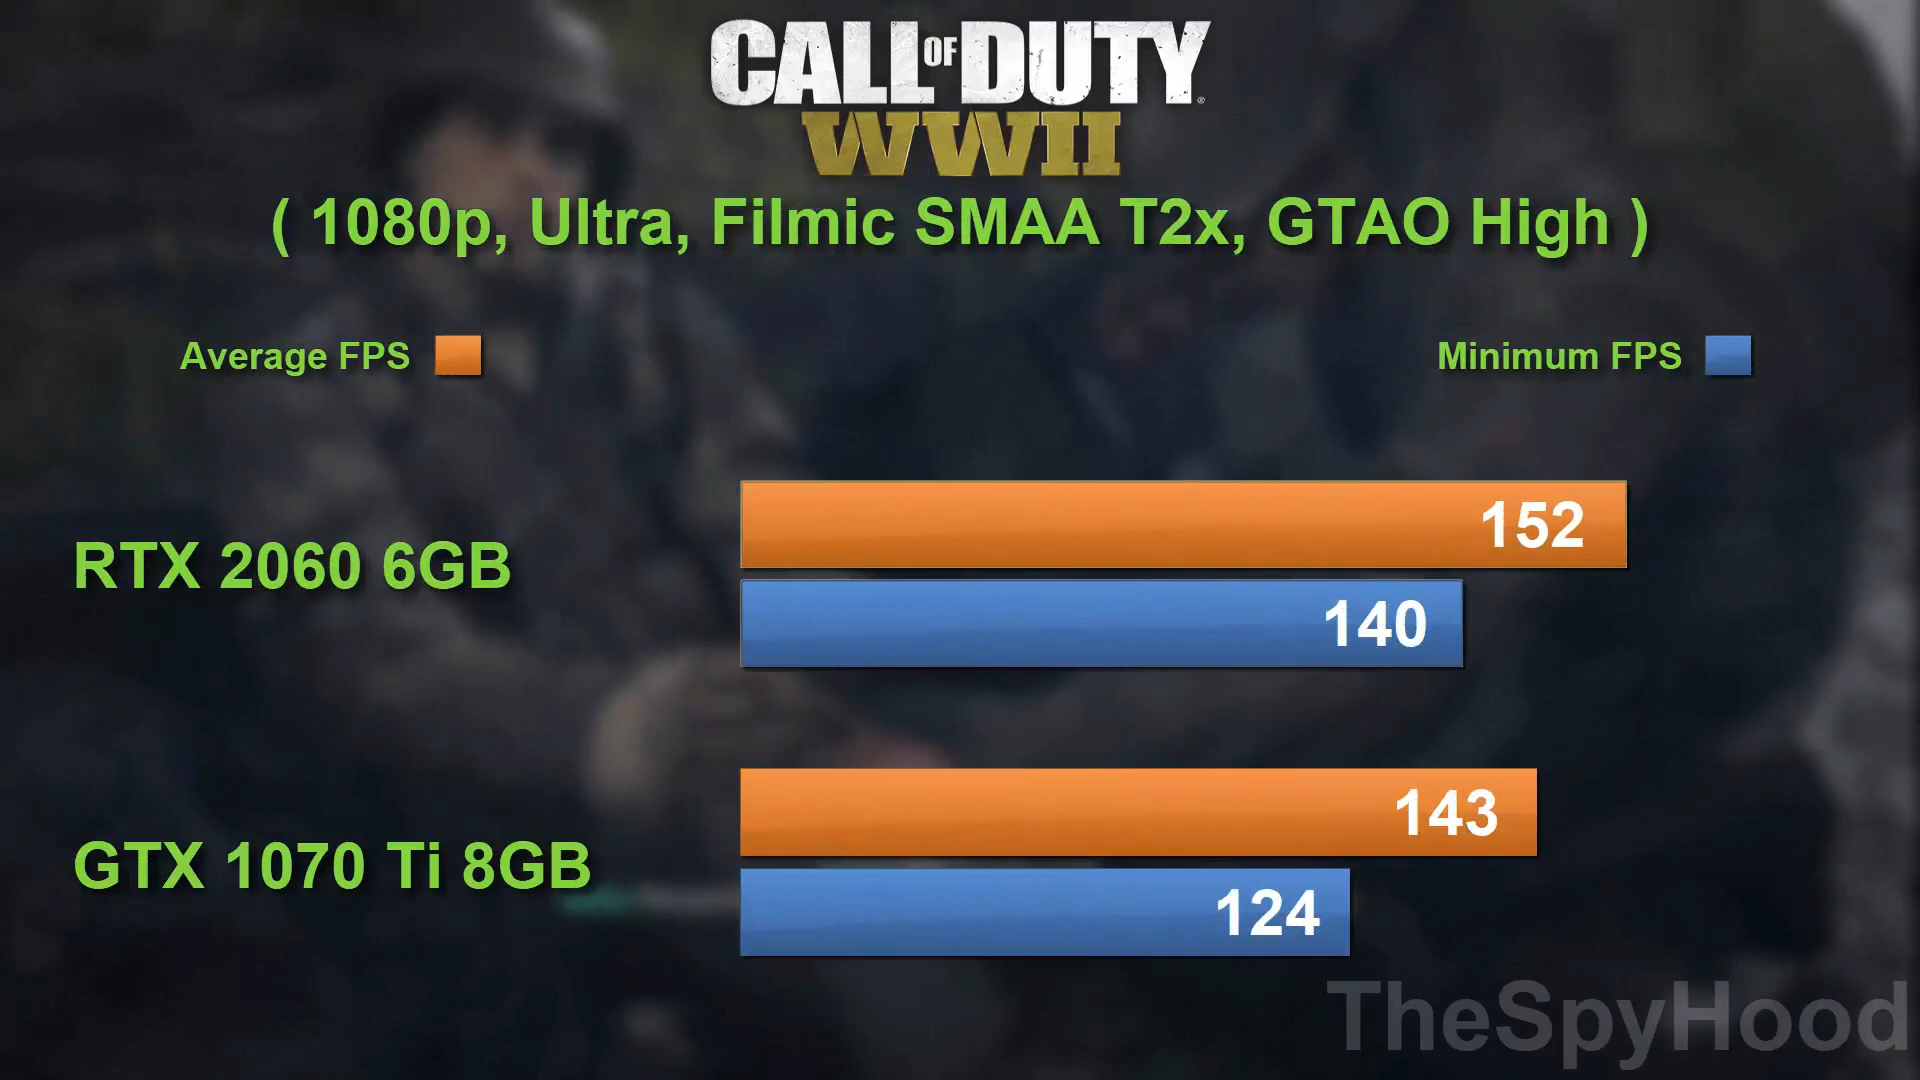 CALL OF DUTY
WWII
( 1080p, Ultra, Filmic SMAA T2x, GTAO High )
Average FPS
Minimum FPS
RTX 2060 6GB
152
140
GTX 1070 Ti 8GB
143
124
TheSpyHood